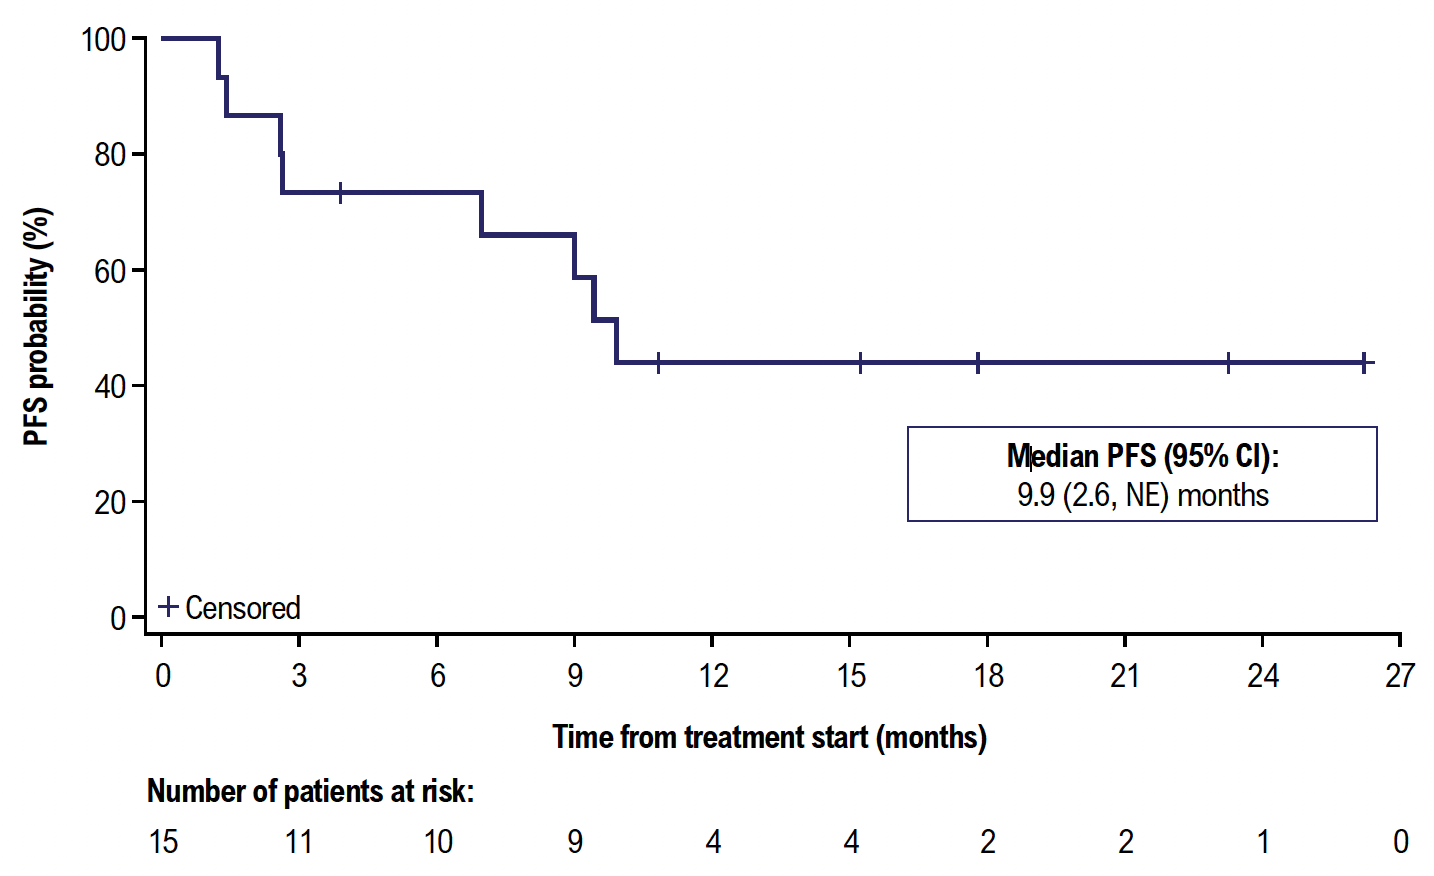 100
80
60
40
20
0
PFS probability (%)
Median PFS (95% CI):
9.9 (2.6, NE) months
Censored
0 3 6 9 12 15 18 21 24 27
Time from treatment start (months)
Number of patients at risk:
15 11 10 9 4 4 2 2 1 0